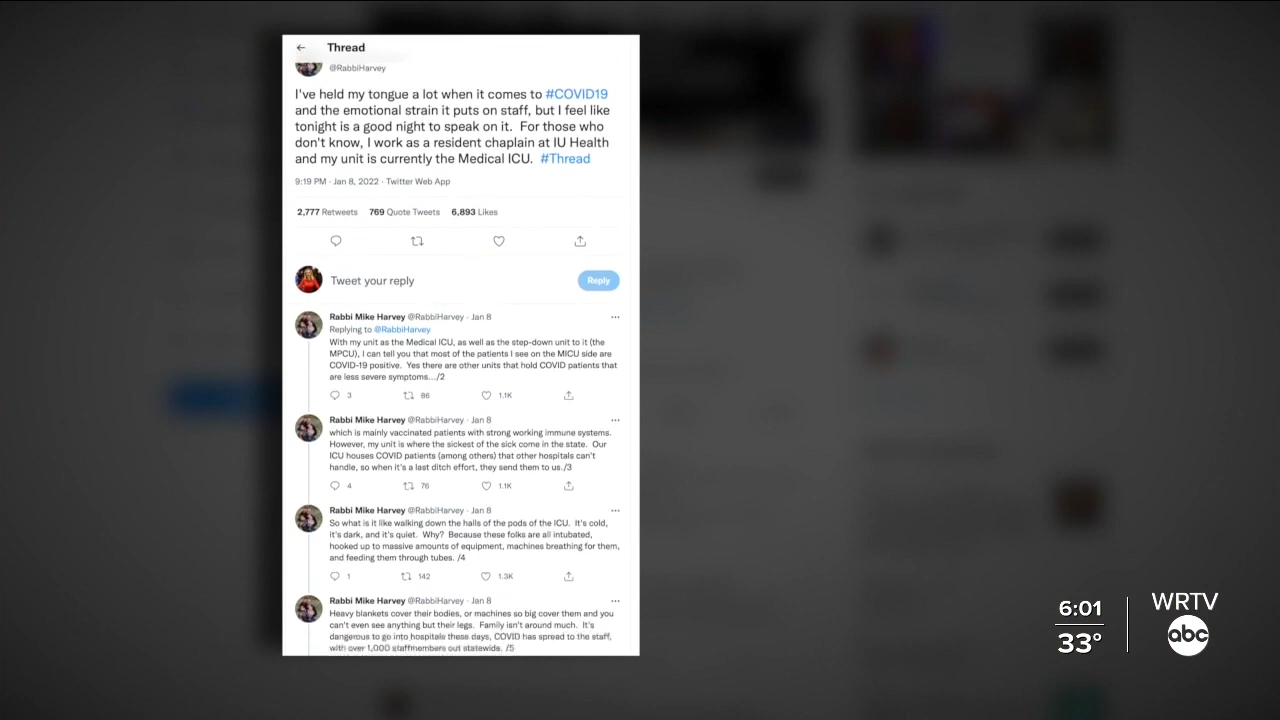 Thread
@RabbiHarvey
I've held my tongue a lot when it comes to #COVID19
and the emotional strain it puts on staff, but I feel like
tonight is a good night to speak on it.  For those who
don't know, I work as a resident chaplain at IU Health
and my unit is currently the Medical ICU.  #Thread
9:19 PM · Jan 8, 2022 · Twitter Web App
2,777 Retweets 769 Quote Tweets 6,893 Likes
Tweet your reply
Reply
Rabbi Mike Harvey @RabbiHarvey · Jan 8
Replying to @RabbiHarvey
With my unit as the Medical ICU, as well as the step-down unit to it (the
MPCU), I can tell you that most of the patients I see on the MICU side are
COVID-19 positive.  Yes there are other units that hold COVID patients that
are less severe symptoms.../2
3 86 1.1K
Rabbi Mike Harvey @RabbiHarvey · Jan 8
which is mainly vaccinated patients with strong working immune systems.
However, my unit is where the sickest of the sick come in the state.  Our
ICU houses COVID patients (among others) that other hospitals can't
handle, so when it's a last ditch effort, they send them to us./3
4 76 1.1K
Rabbi Mike Harvey @RabbiHarvey · Jan 8
So what is it like walking down the halls of the pods of the ICU.  It's cold,
it's dark, and it's quiet.  Why?  Because these folks are all intubated,
hooked up to massive amounts of equipment, machines breathing for them,
and feeding them through tubes. /4
1 142 1.3K
Rabbi Mike Harvey @RabbiHarvey · Jan 8
Heavy blankets cover their bodies, or machines so big cover them and you
can't even see anything but their legs.  Family isn't around much.  It's
dangerous to go into hospitals these days, COVID has spread to the staff,
with over 1,000 staffmembers out statewide. /5
6:01
33°
WRTV
abc